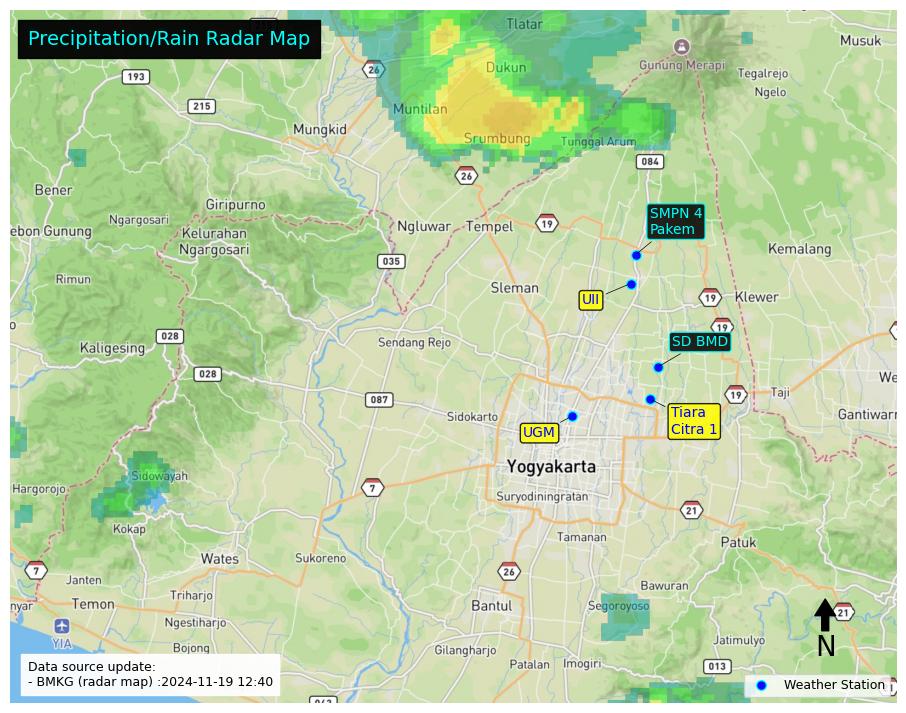 Precipitation/Rain Radar Map
Tlatar
Musuk
Dukun
Gunung Merapi
26
193
Tegalrejo
Ngelo
215
Muntilan
Mungkid
Srumbung
Tunggal Arum
084
26
Bener
Giripurno
SMPN 4
Pakem
Ngargosari
Ngluwar
Tempel
19
ebon Gunung
Kelurahan
Ngargosari
Kemalang
035
Rimun
Sleman
UII
19
Klewer
19
028
Sendang Rejo
SD BMD
Kaligesing
028
We
087
19
Taji
Sidokarto
Tiara
Citra 1
Gantiwarn
UGM
Yogyakarta
Sidowayah
Hargorojo
7
Suryodiningratan
21
Kokap
Tamanan
Patuk
Wates
Sukoreno
7
26
Janten
Bawuran
Triharjo
nyar
Temon
Bantul
Segoroyoso
21
Ngestiharjo
YIA
Jatimulyo
N
Bojong
Gilangharjo
Patalan
Imogiri
013
Data source update:
- BMKG (radar map) :2024-11-19 12:40
Weather Station